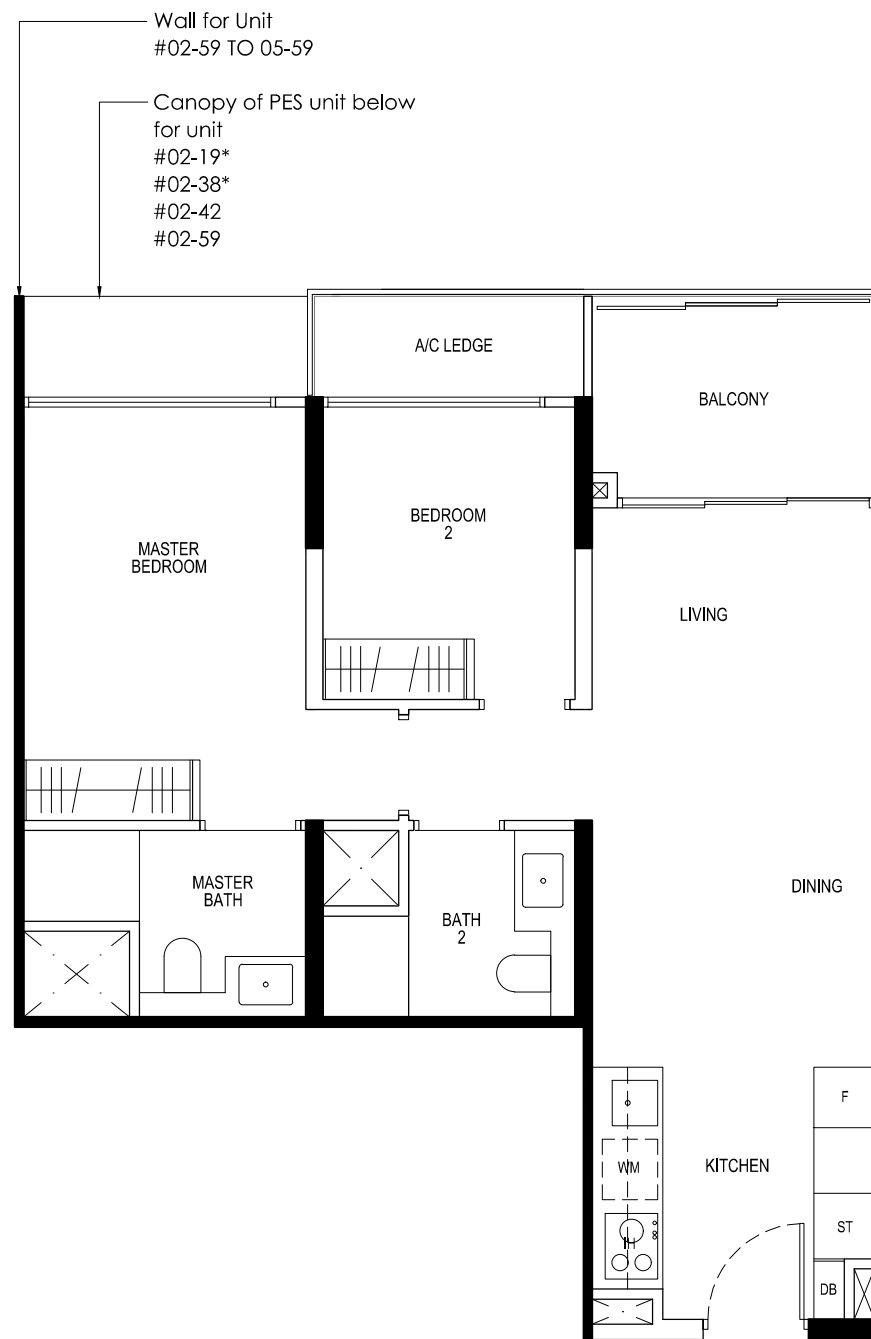 Wall for Unit
#02-59 TO 05-59
Canopy of PES unit below
for unit
#02-19*
#02-38*
#02-42
#02-59
A/C LEDGE
BALCONY
BEDROOM
2
MASTER
BEDROOM
LIVING
MASTER
BATH
DINING
BATH
2
F
WM
KITCHEN
ST
IH
DB